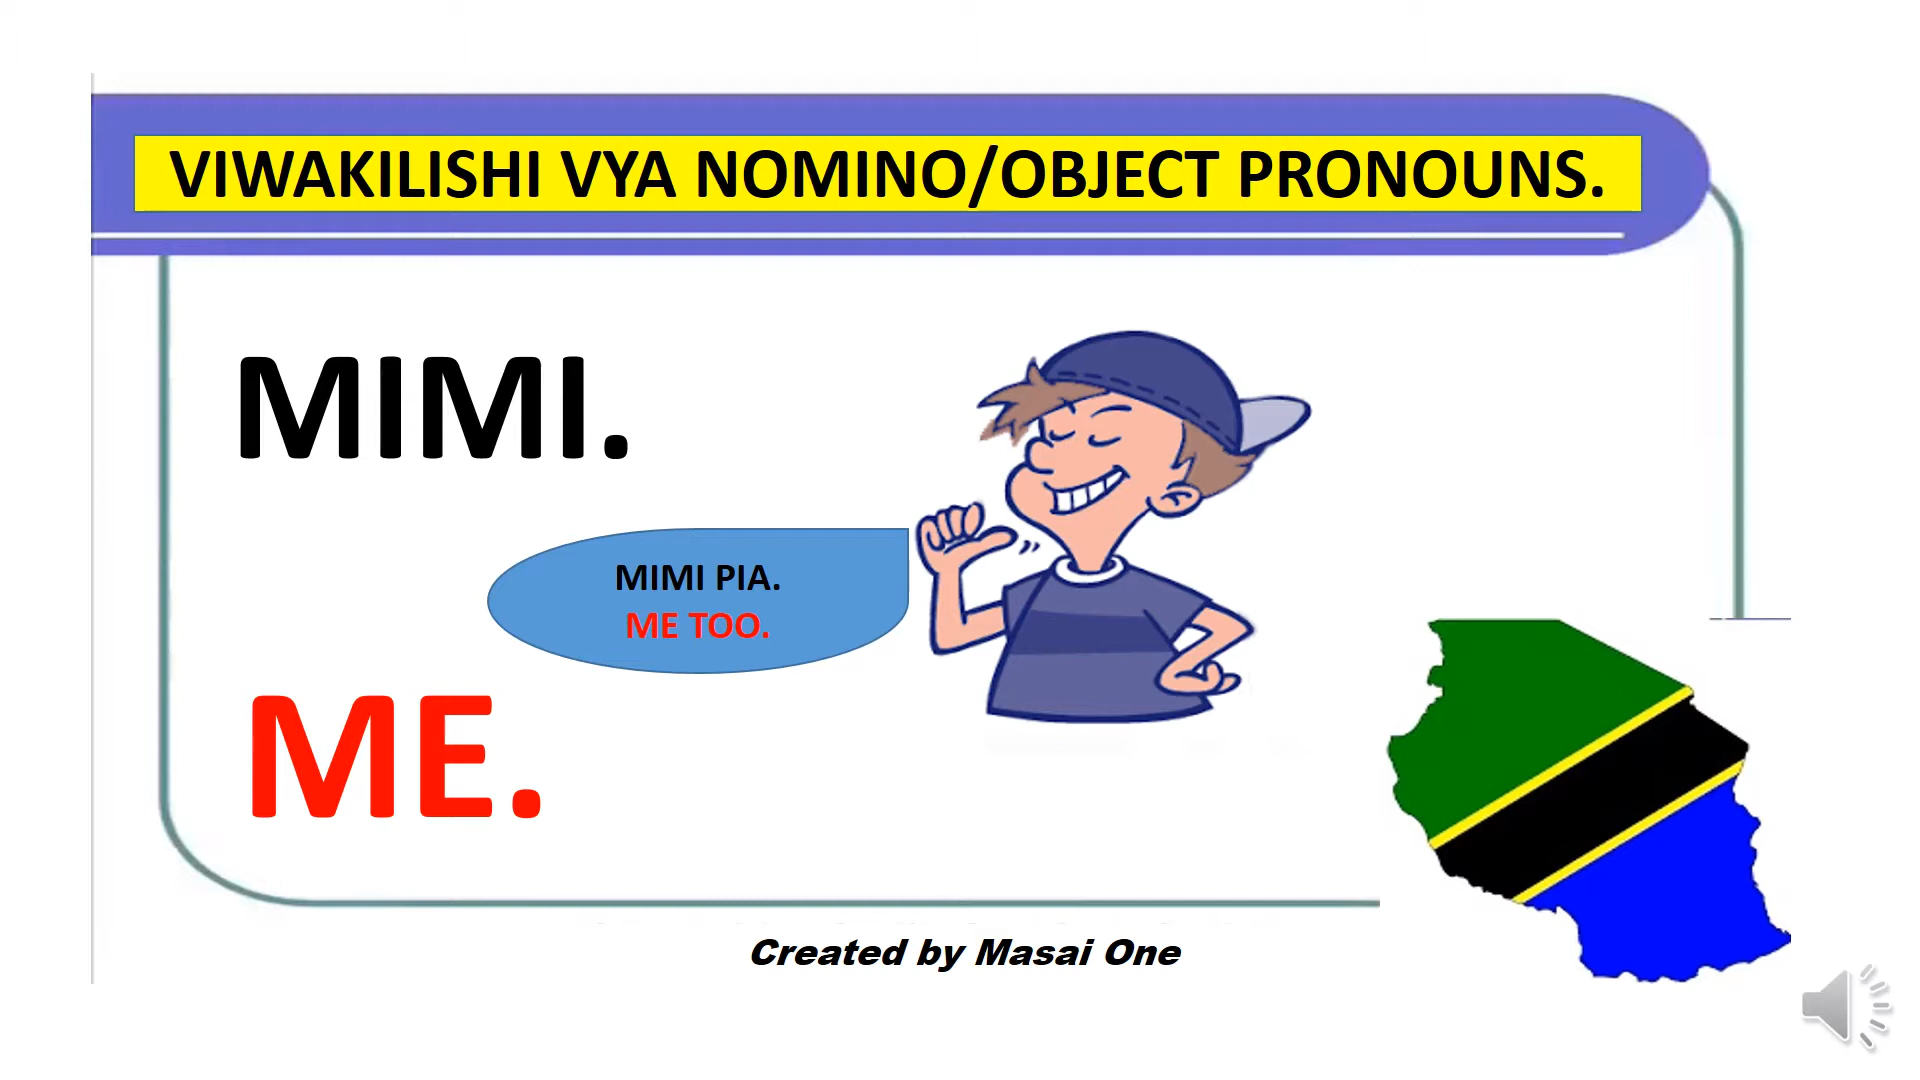 VIWAKILISHI VYA NOMINO/OBJECT PRONOUNS.
MIMI.
MIMI PIA.
ME TOO.
ME.
Created by Masai One